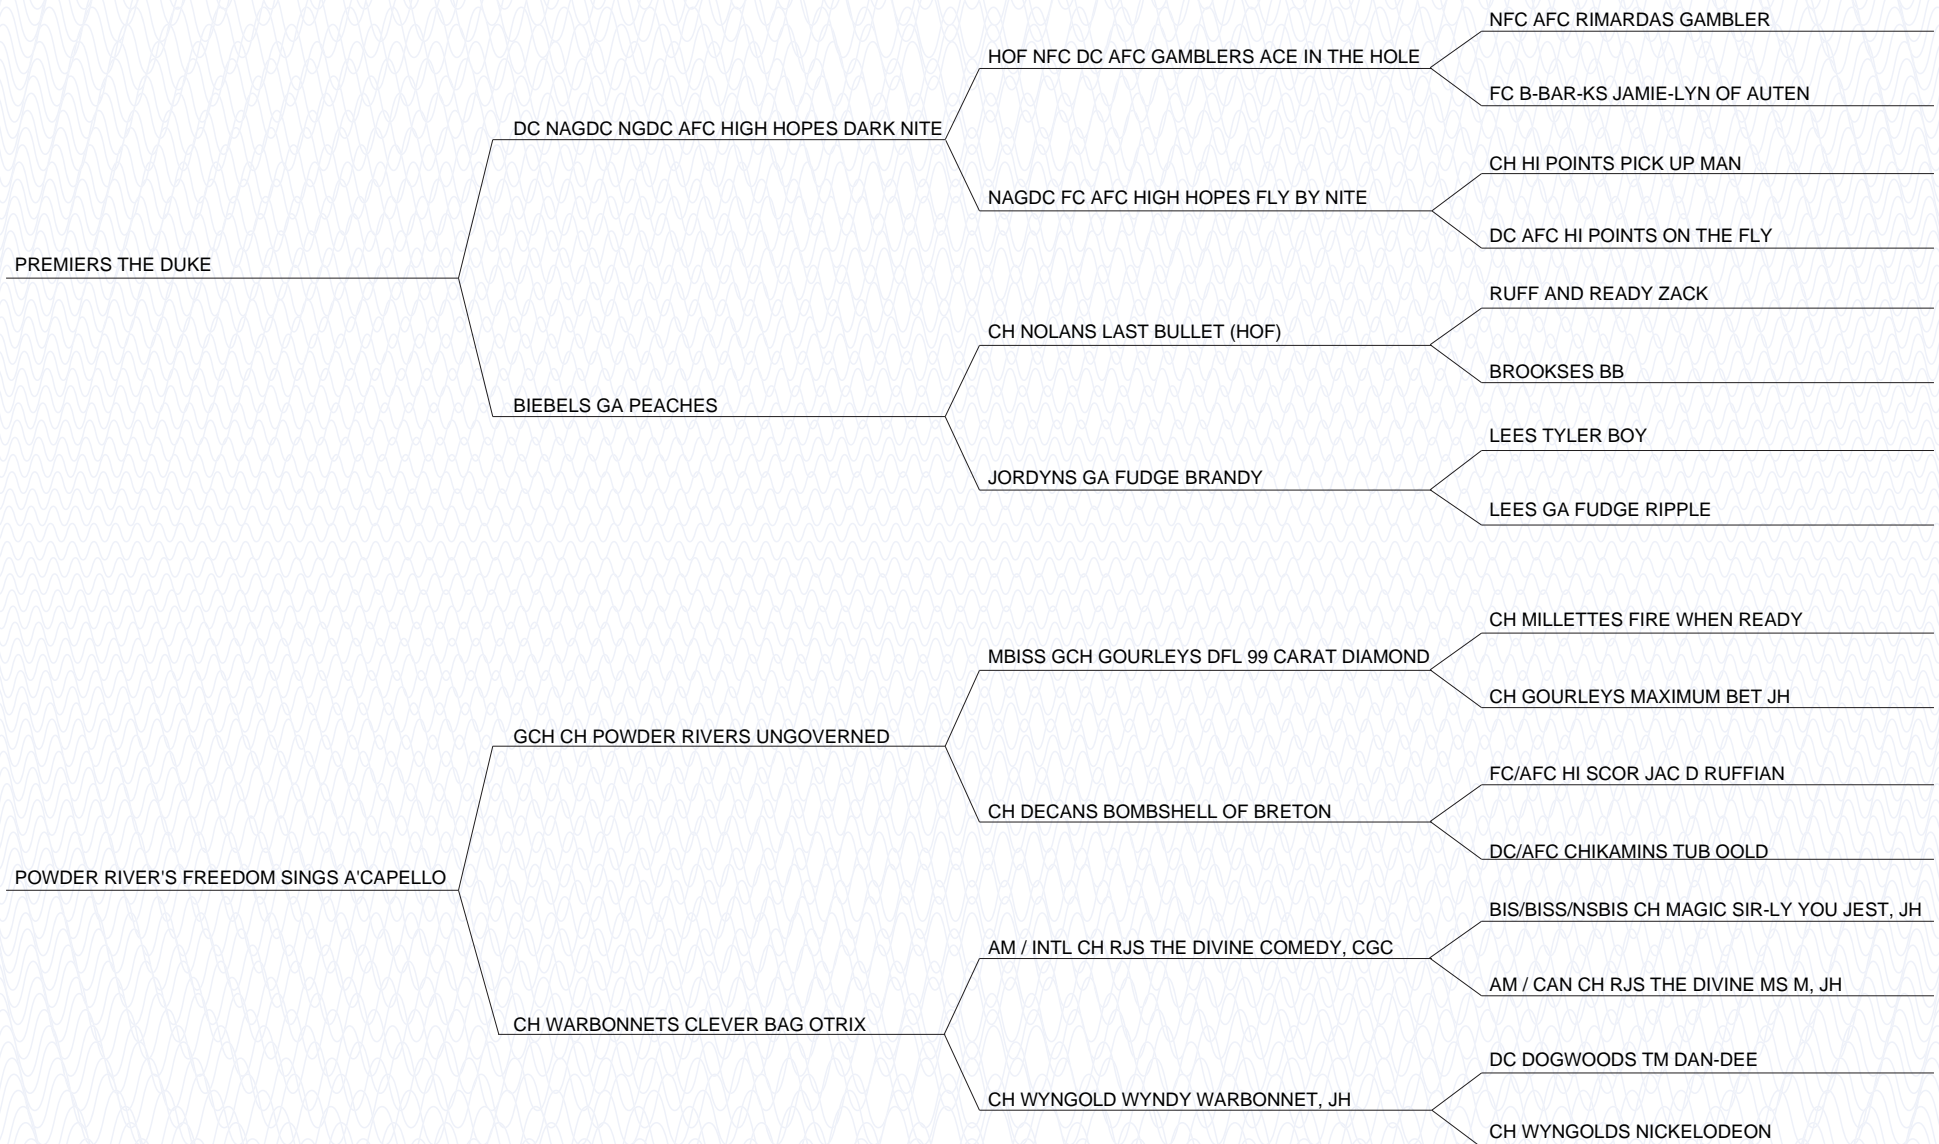 NFC AFC RIMARDAS GAMBLER
HOF NFC DC AFC GAMBLERS ACE IN THE HOLE
FC B-BAR-KS JAMIE-LYN OF AUTEN
DC NAGDC NGDC AFC HIGH HOPES DARK NITE
CH HI POINTS PICK UP MAN
NAGDC FC AFC HIGH HOPES FLY BY NITE
DC AFC HI POINTS ON THE FLY
PREMIERS THE DUKE
RUFF AND READY ZACK
CH NOLANS LAST BULLET (HOF)
BROOKSES BB
BIEBELS GA PEACHES
LEES TYLER BOY
JORDYNS GA FUDGE BRANDY
LEES GA FUDGE RIPPLE
CH MILLETTES FIRE WHEN READY
MBISS GCH GOURLEYS DFL 99 CARAT DIAMOND
CH GOURLEYS MAXIMUM BET JH
GCH CH POWDER RIVERS UNGOVERNED
FC/AFC HI SCOR JAC D RUFFIAN
CH DECANS BOMBSHELL OF BRETON
DC/AFC CHIKAMINS TUB OOLD
POWDER RIVER'S FREEDOM SINGS A'CAPELLO
BIS/BISS/NSBIS CH MAGIC SIR-LY YOU JEST, JH
AM / INTL CH RJS THE DIVINE COMEDY, CGC
AM / CAN CH RJS THE DIVINE MS M, JH
CH WARBONNETS CLEVER BAG OTRIX
DC DOGWOODS TM DAN-DEE
CH WYNGOLD WYNDY WARBONNET, JH
CH WYNGOLDS NICKELODEON